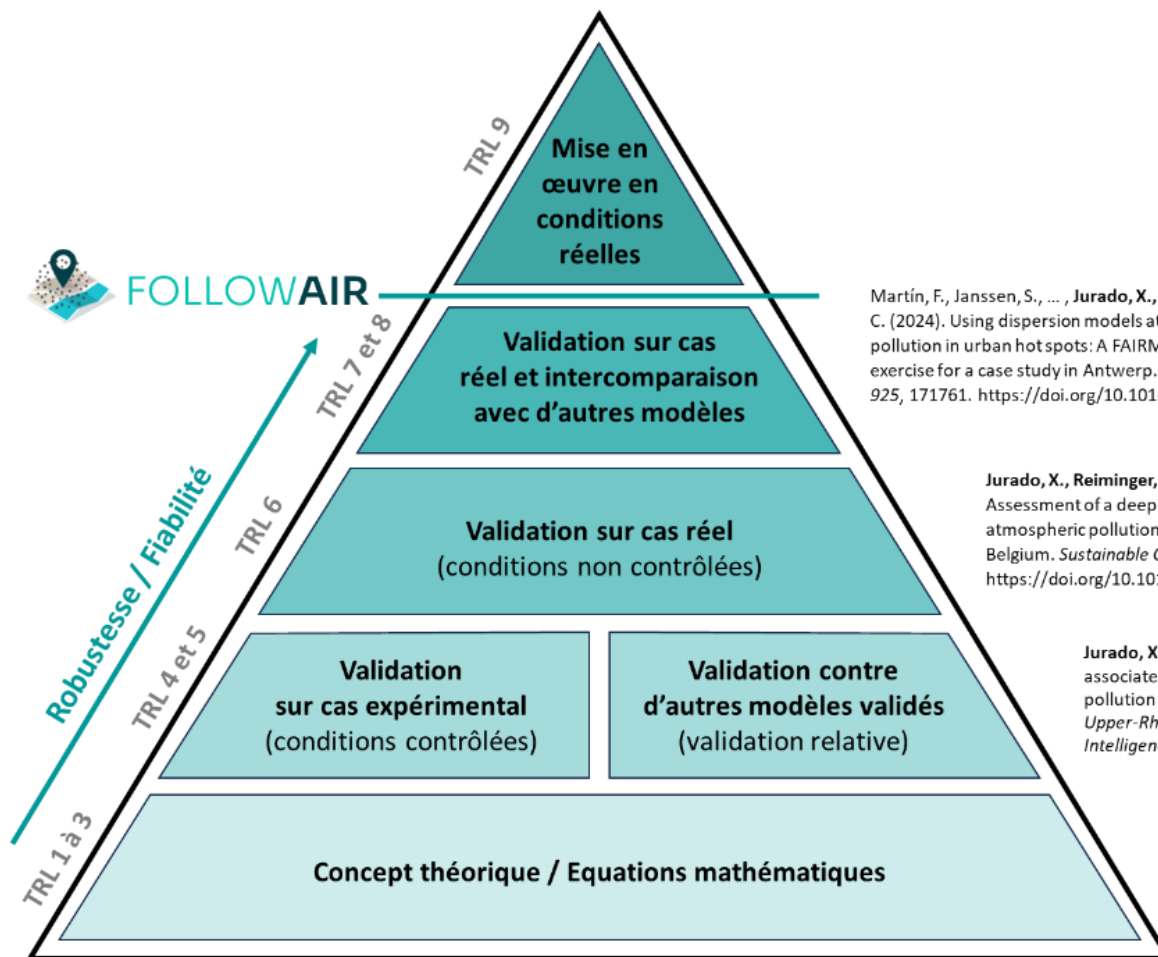 TRL 9
Mise en
œuvre en
conditions
réelles
FOLLOWAIR
TRL 7 et 8
Validation sur cas
réel et intercomparaison
avec d'autres modèles
Martín, F., Janssen, S., ... , Jurado, X.,
C. (2024). Using dispersion models at
pollution in urban hot spots: A FAIRM
exercise for a case study in Antwerp.
925, 171761. https://doi.org/10.101
Robustesse / Fiabilité
TRL 6
Validation sur cas réel
(conditions non contrôlées)
Jurado, X., Reiminger,
Assessment of a deep
atmospheric pollution
Belgium. Sustainable C
https://doi.org/10.101
TRL 4 et 5
Validation
sur cas expérimental
(conditions contrôlées)
Validation contre
d'autres modèles validés
(validation relative)
Jurado, X
associate
pollution
Upper-Rh
Intelligenc
TRL 1 à 3
Concept théorique / Equations mathématiques